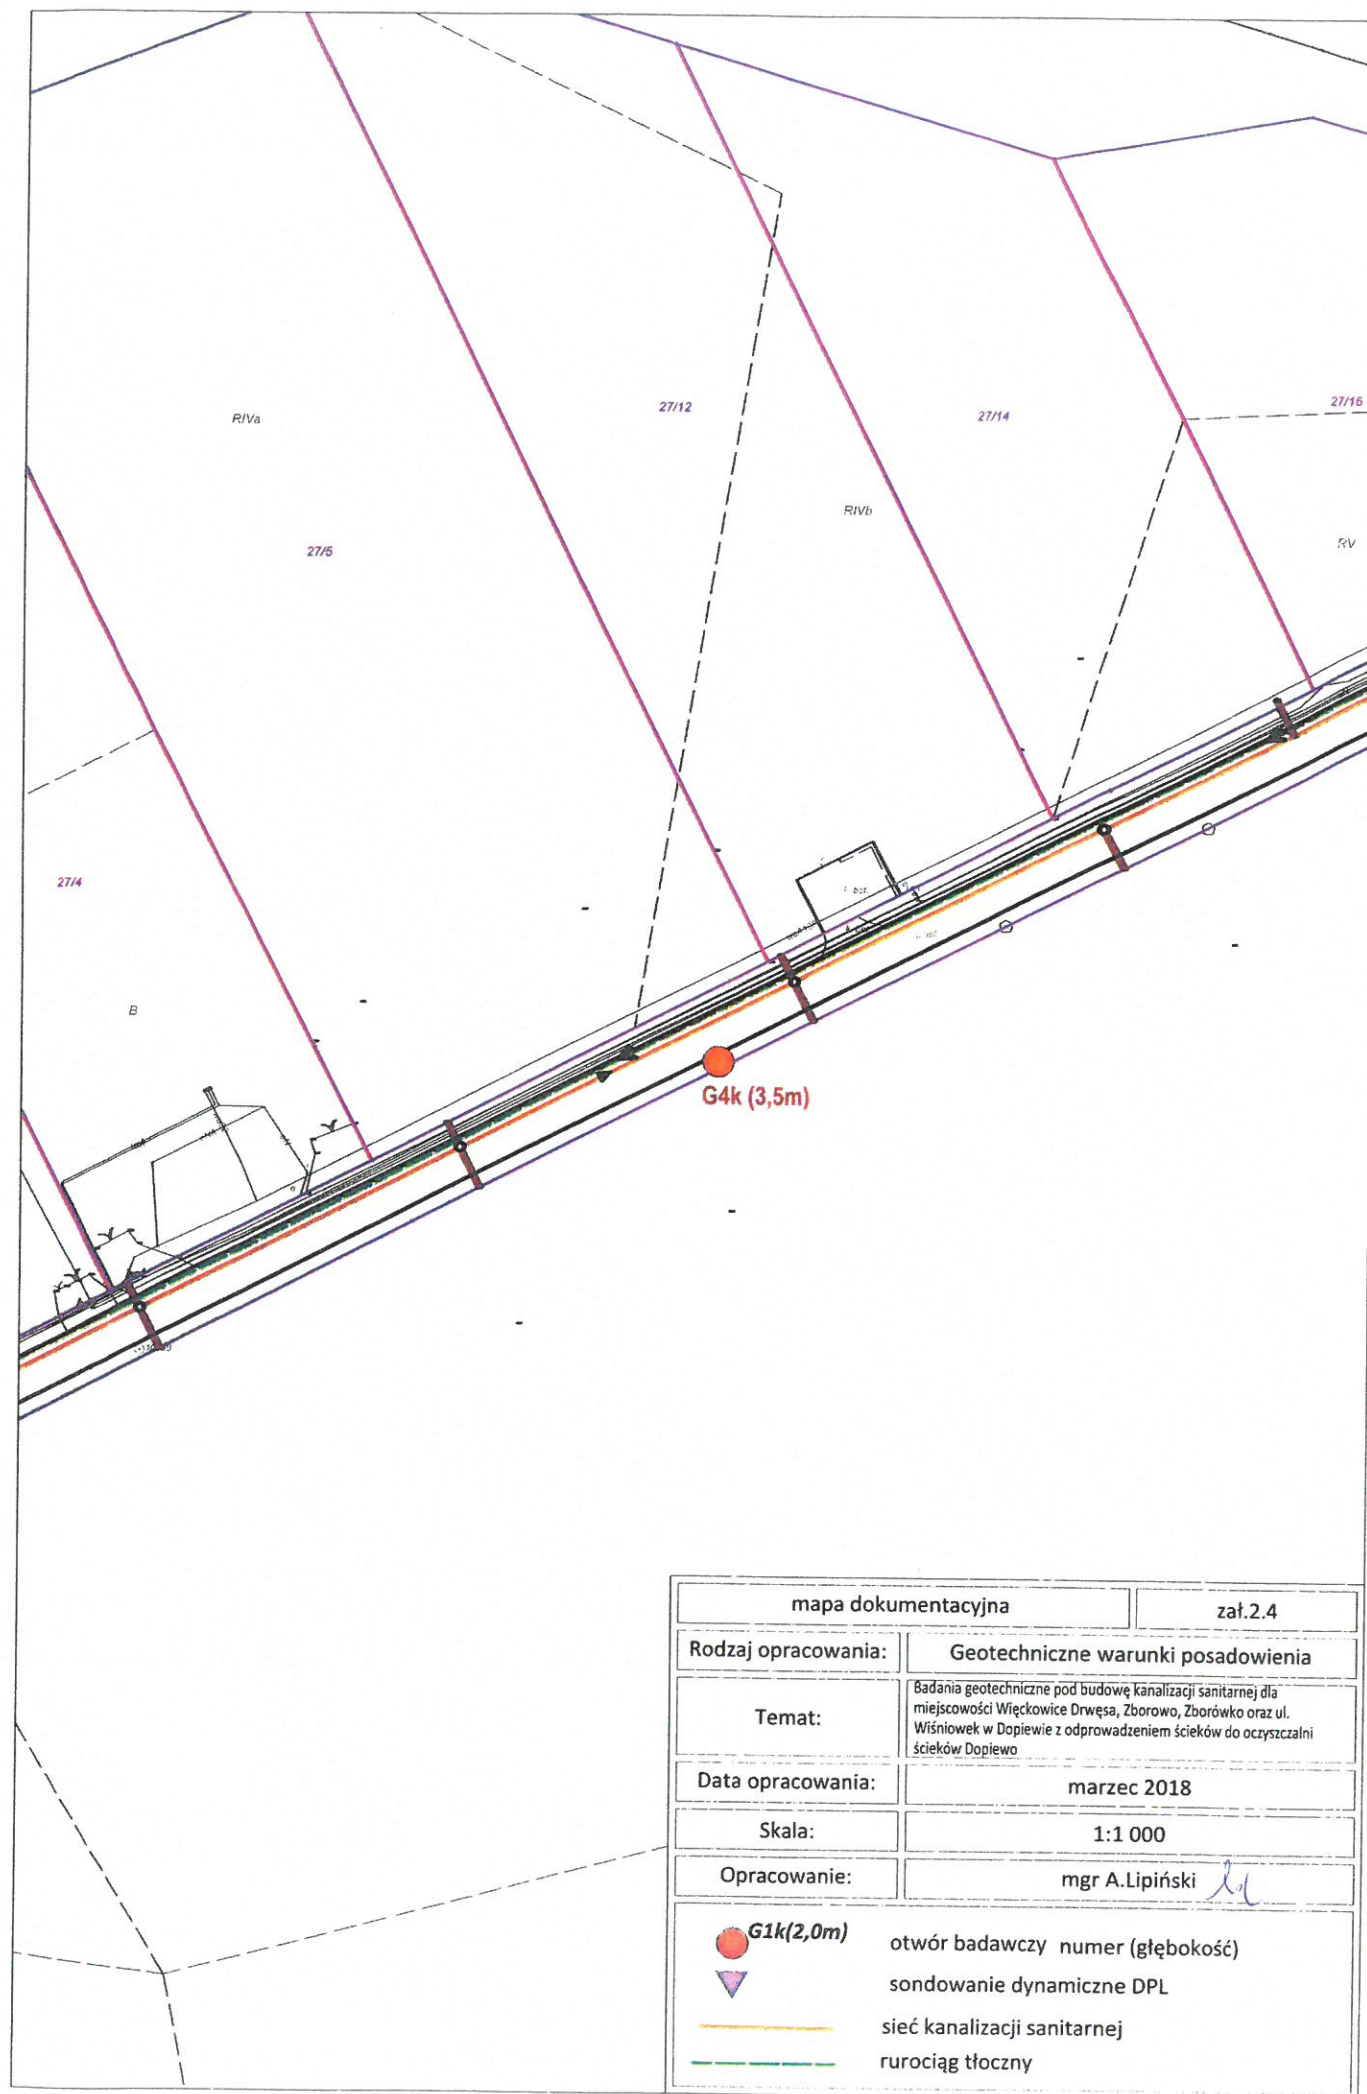 RIVa
27/12
27/14
27/16
RIVb
27/5
RV
27/4
B
G4k (3,5m)
mapa dokumentacyjna
zał.2.4
Rodzaj opracowania:
Geotechniczne warunki posadowienia
Temat:
Badania geotechniczne pod budowę kanalizacji sanitarnej dla
miejscowości Więckowice Drwęsa, Zborowo, Zborówko oraz ul.
Wiśniowek w Dopiewie z odprowadzeniem ścieków do oczyszczalni
ścieków Dopiewo
Data opracowania:
marzec 2018
Skala:
1:1 000
Opracowanie:
mgr A.Lipiński
G1k(2,0m)
otwór badawczy numer (głębokość)
sondowanie dynamiczne DPL
sieć kanalizacji sanitarnej
rurociąg tłoczny